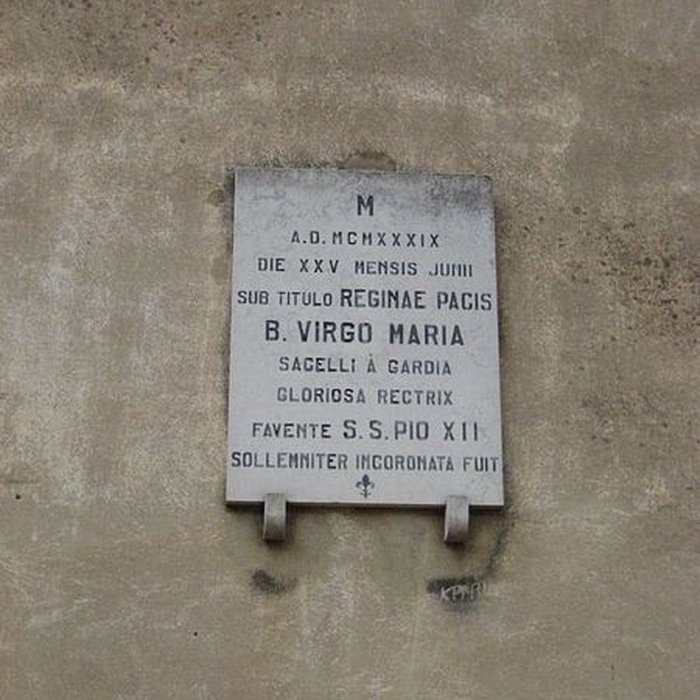 M
A.D. MCMXXXIX
DIE XXV MENSIS JUNII
SUB TITULO REGINAE PACIS
B. VIRGO MARIA
SACELLI À GARDIA
GLORIOSA RECTRIX
FAVENTE S.S. PIO XII
SOLLEMNITER INCORONATA FUIT